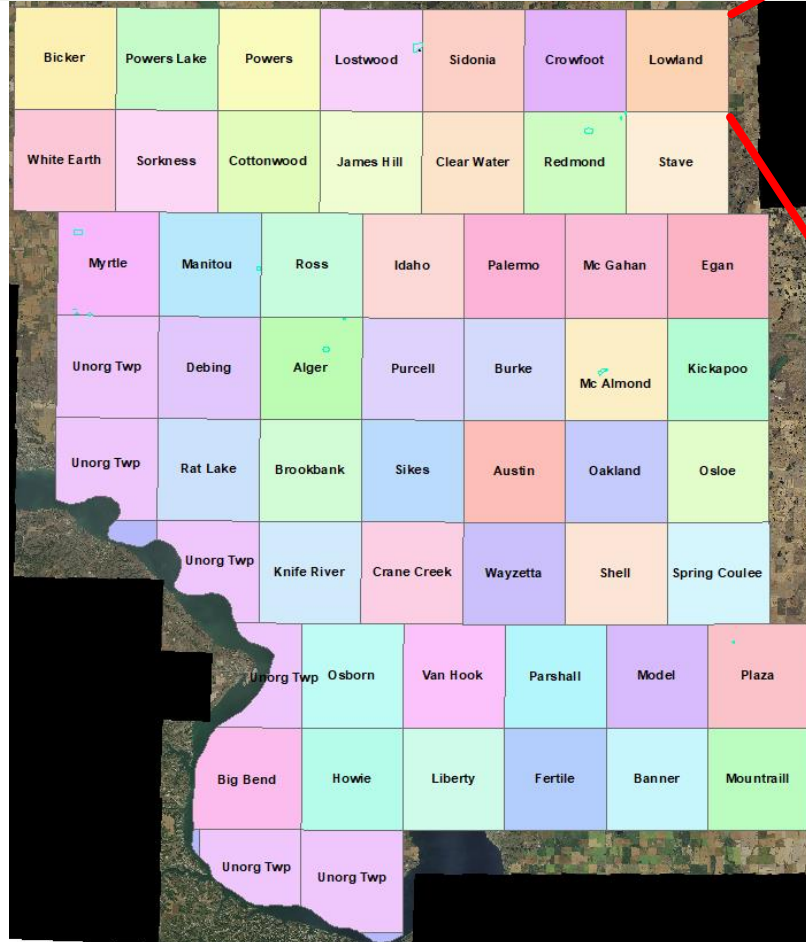 Bicker
Powers Lake
Powers
Lostwood
Sidonia
Crowfoot
Lowland
White Earth
Sorkness
Cottonwood
James Hill
Clear Water
Redmond
Stave
Myrtle
Manitou
Ross
Idaho
Palermo
Mc Gahan
Egan
Unorg Twp
Debing
Alger
Purcell
Burke
Mc Almond
Kickapoo
Unorg Twp
Rat Lake
Brookbank
Sikes
Austin
Oakland
Osloe
Unorg Twp
Knife River
Crane Creek
Wayzetta
Shell
Spring Coulee
Unorg Twp
Osborn
Van Hook
Parshall
Model
Plaza
Big Bend
Howie
Liberty
Fertile
Banner
Mountraill
Unorg Twp
Unorg Twp